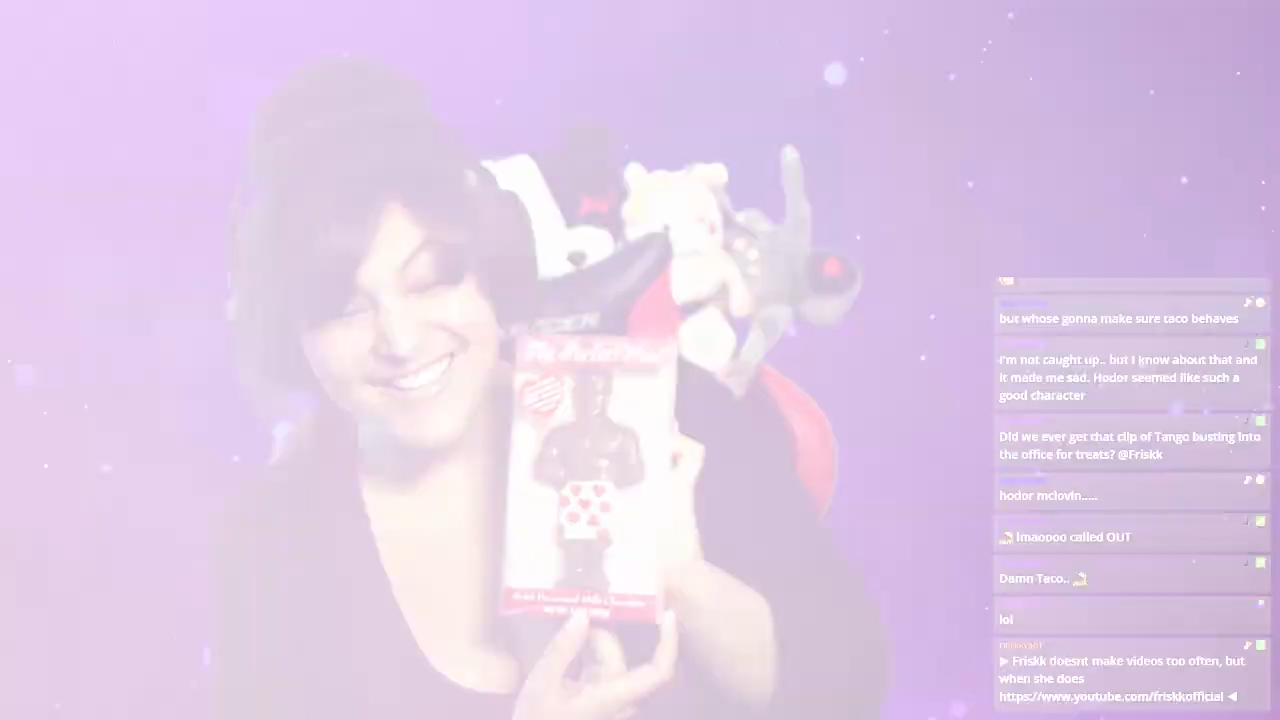 but whose gonna make sure taco behaves
I'm not caught up.. but I know about that and
it made me sad. Hodor seemed like such a
good character
Did we ever get that clip of Tango busting into
the office for treats? @Friskk
hodor mclovin.....
lmaoooo called OUT
Damn Taco..
lol
▶ Friskk doesnt make videos too often, but
when she does
https://www.youtube.com/friskkofficial ◀